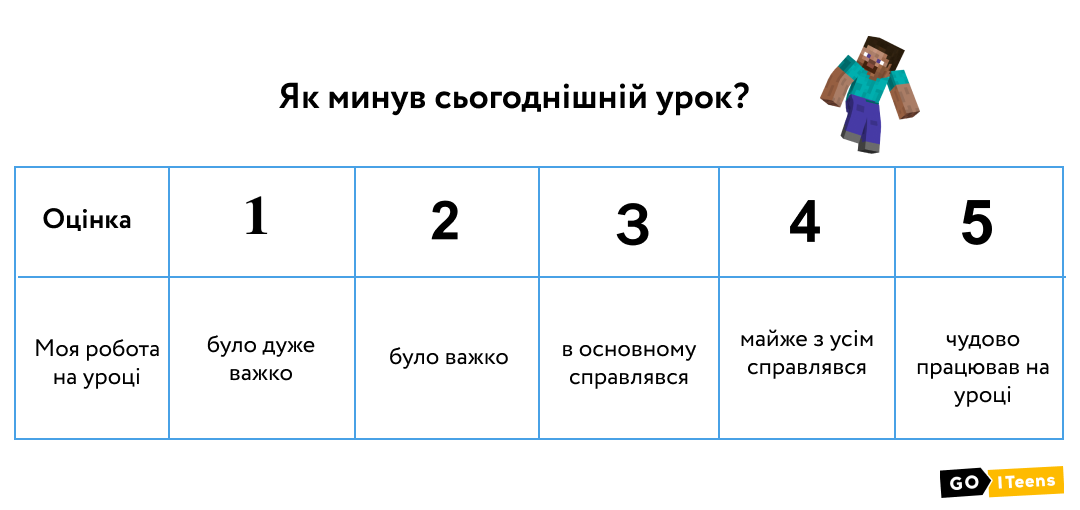 Як минув сьогоднішній урок?
Оцінка
1
2
3
4
5
Моя робота
на уроці
було дуже
важко
було важко
в основному
справлявся
майже з усім
справлявся
чудово
працював на
уроці
GO ITeens